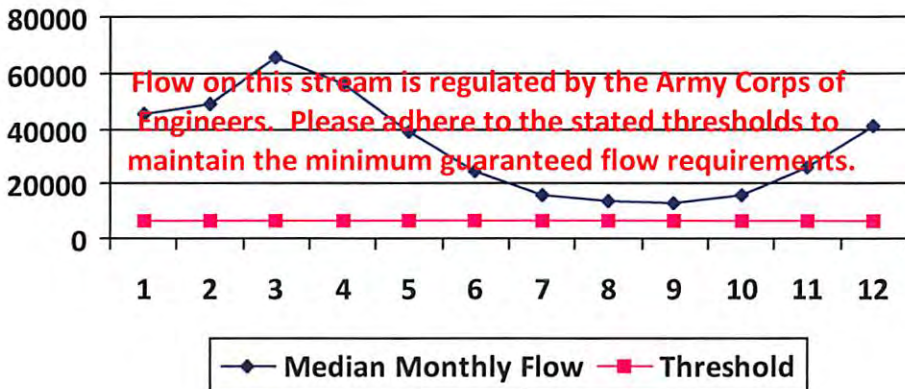 80000
60000
40000
20000
0
Flow on this stream is regulated by the Army Corps of
Engineers. Please adhere to the stated thresholds to
maintain the minimum guaranteed flow requirements.
1 2 3 4 5 6 7 8 9 10 11 12
Median Monthly Flow Threshold